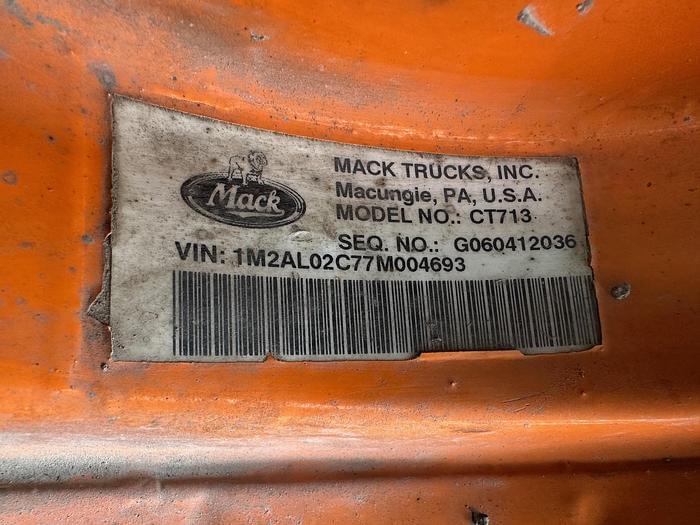 Mack
MACK TRUCKS, INC.
Macungie, PA, U.S.A.
MODEL NO.: CT713
SEQ. NO.: G060412036
VIN: 1M2AL02C77M004693